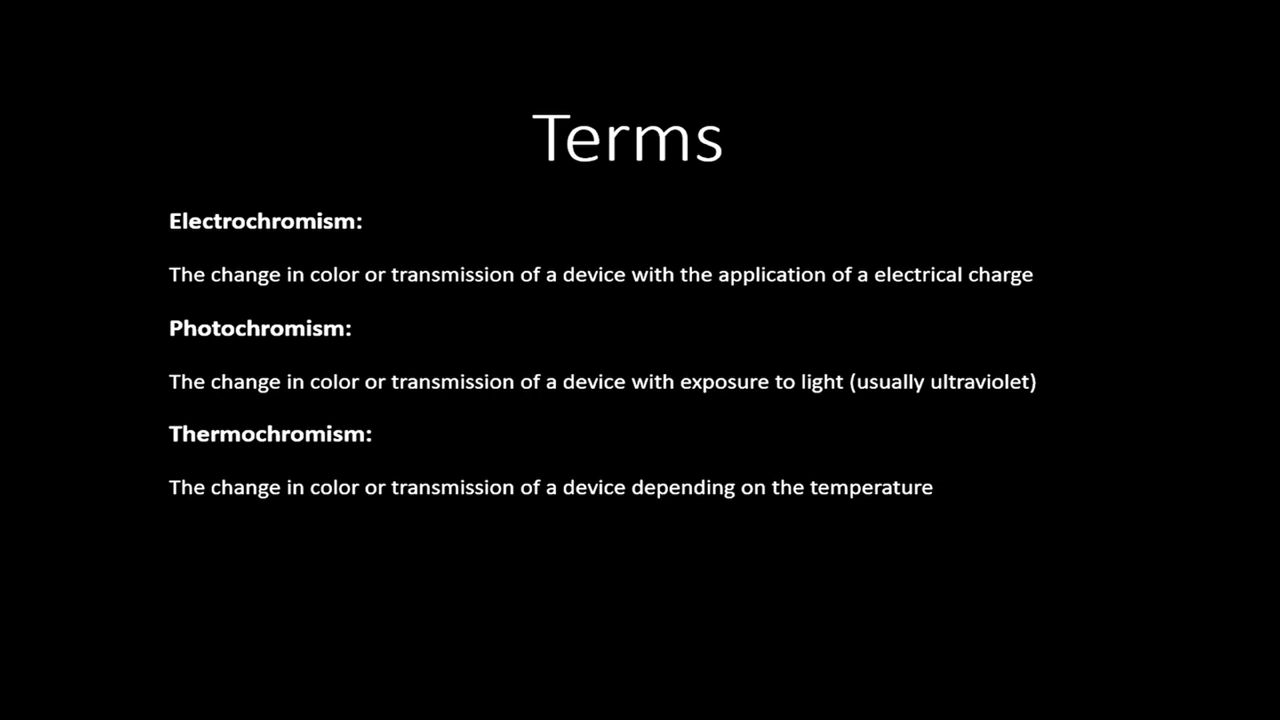 Terms
Electrochromism:
The change in color or transmission of a device with the application of a electrical charge
Photochromism:
The change in color or transmission of a device with exposure to light (usually ultraviolet)
Thermochromism:
The change in color or transmission of a device depending on the temperature